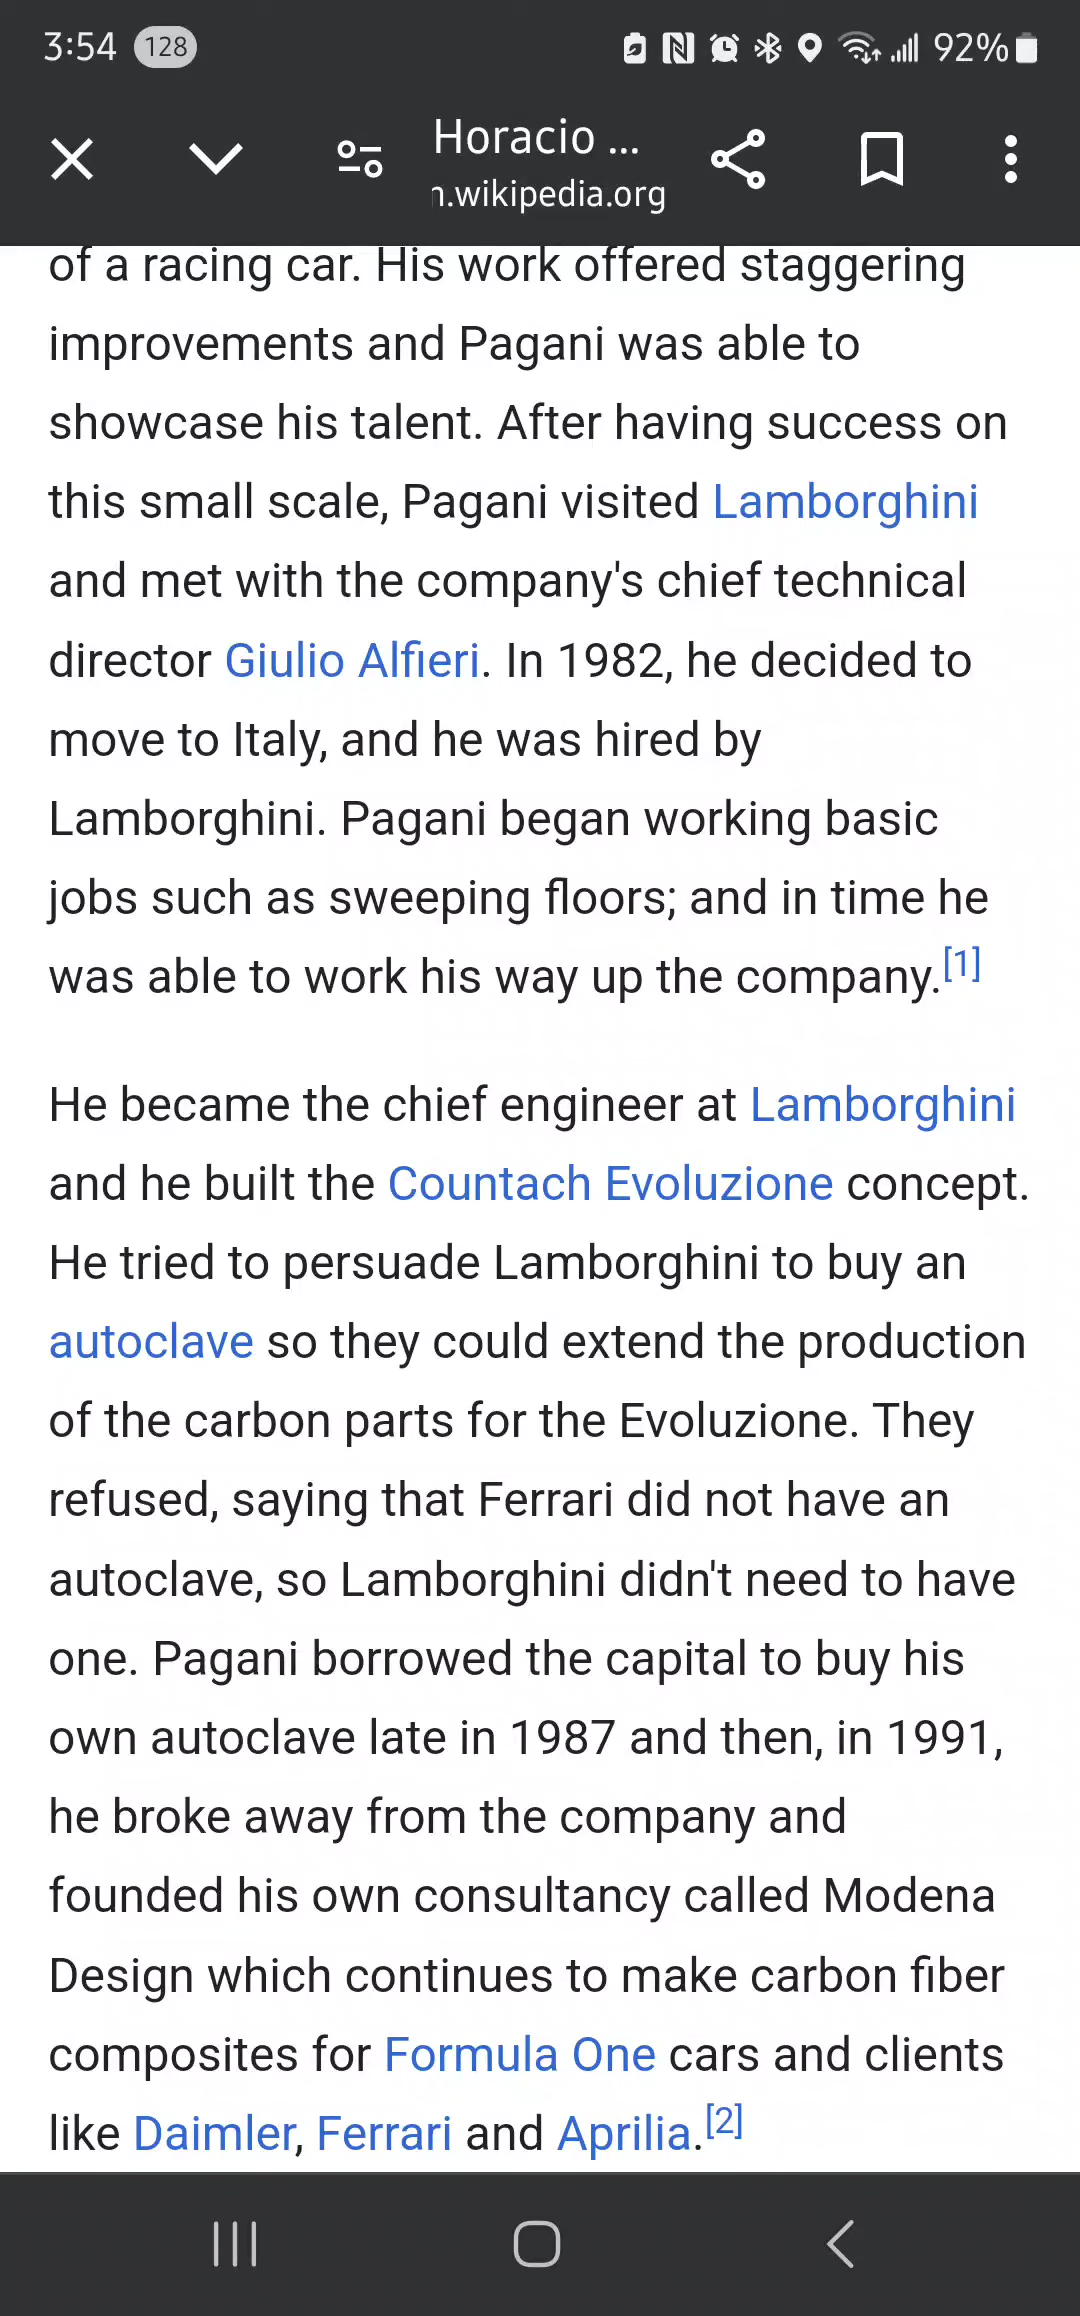 3:54 128 92%
Horacio ...
n.wikipedia.org
of a racing car. His work offered staggering
improvements and Pagani was able to
showcase his talent. After having success on
this small scale, Pagani visited Lamborghini
and met with the company's chief technical
director Giulio Alfieri. In 1982, he decided to
move to Italy, and he was hired by
Lamborghini. Pagani began working basic
jobs such as sweeping floors; and in time he
was able to work his way up the company.[1]
He became the chief engineer at Lamborghini
and he built the Countach Evoluzione concept.
He tried to persuade Lamborghini to buy an
autoclave so they could extend the production
of the carbon parts for the Evoluzione. They
refused, saying that Ferrari did not have an
autoclave, so Lamborghini didn't need to have
one. Pagani borrowed the capital to buy his
own autoclave late in 1987 and then, in 1991,
he broke away from the company and
founded his own consultancy called Modena
Design which continues to make carbon fiber
composites for Formula One cars and clients
like Daimler, Ferrari and Aprilia.[2]